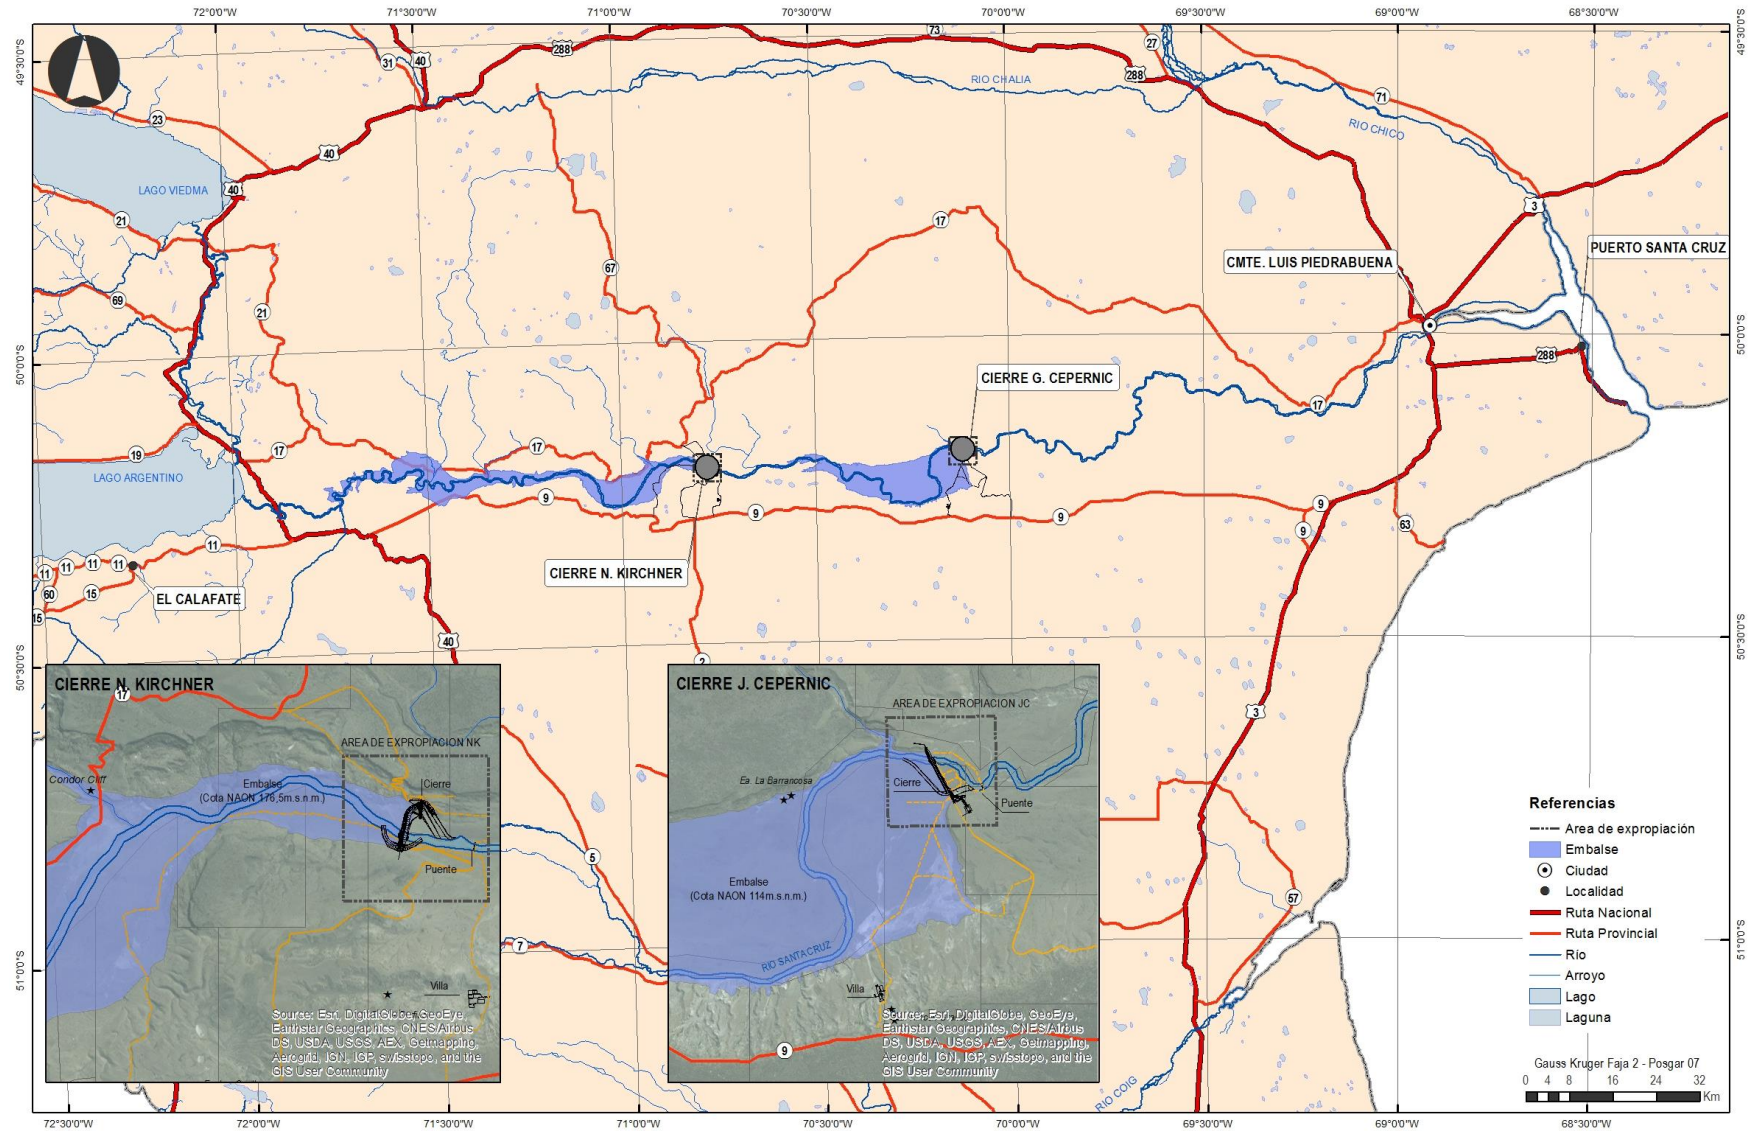 72°0'0"W
71°30'0"W
71°0'0"W
70°30'0"W
70°0'0"W
69°30'0"W
69°0'0"W
68°30'0"W
49°30'0"S
49°30'0"S
73
27
288
40
31
288
RIO CHALIA
71
RIO CHICO
23
40
LAGO VIEDMA
40
3
21
17
PUERTO SANTA CRUZ
CMTE. LUIS PIEDRABUENA
67
69
21
50°0'0"S
50°0'0"S
288
CIERRE G. CEPERNIC
17
17
17
19
LAGO ARGENTINO
9
9
9
9
9
63
11
11
11
11
11
60
15
15
EL CALAFATE
CIERRE N. KIRCHNER
40
2
50°30'0"S
50°30'0"S
3
5
7
57
51°0'0"S
51°0'0"S
RIO COIG
CIERRE N. KIRCHNER
17
AREA DE EXPROPIACION NK
Condor Cliff
Embalse
(Cota NAON 176,5m.s.n.m.)
Cierre
Puente
Villa
Source: Esri, DigitalGlobe, GeoEye,
Earthstar Geographics, CNES/Airbus
DS, USDA, USGS, AEX, Getmapping,
Aerogrid, IGN, IGP, swisstopo, and the
GIS User Community
CIERRE J. CEPERNIC
AREA DE EXPROPIACION JC
Ea. La Barrancosa
Cierre
Puente
Embalse
(Cota NAON 114m.s.n.m.)
RIO SANTA CRUZ
Villa
9
Source: Esri, DigitalGlobe, GeoEye,
Earthstar Geographics, CNES/Airbus
DS, USDA, USGS, AEX, Getmapping,
Aerogrid, IGN, IGP, swisstopo, and the
GIS User Community
Referencias
Area de expropiación
Embalse
Ciudad
Localidad
Ruta Nacional
Ruta Provincial
Río
Arroyo
Lago
Laguna
Gauss Kruger Faja 2 - Posgar 07
0 4 8 16 24 32
Km
72°30'0"W
72°0'0"W
71°30'0"W
71°0'0"W
70°30'0"W
70°0'0"W
69°30'0"W
69°0'0"W
68°30'0"W